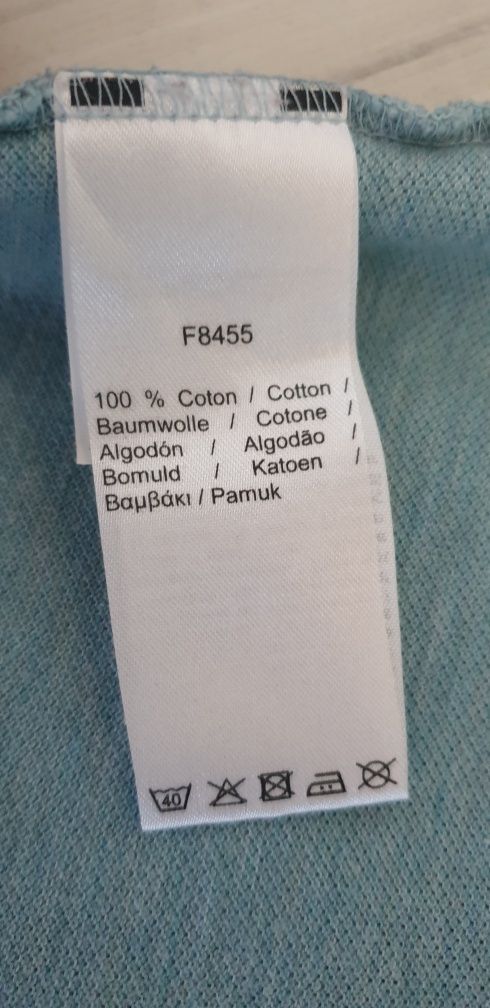 F8455
100 % Coton / Cotton /
Baumwolle / Cotone /
Algodón / Algodão /
Bomuld / Katoen /
Βαμβάκι / Pamuk
40